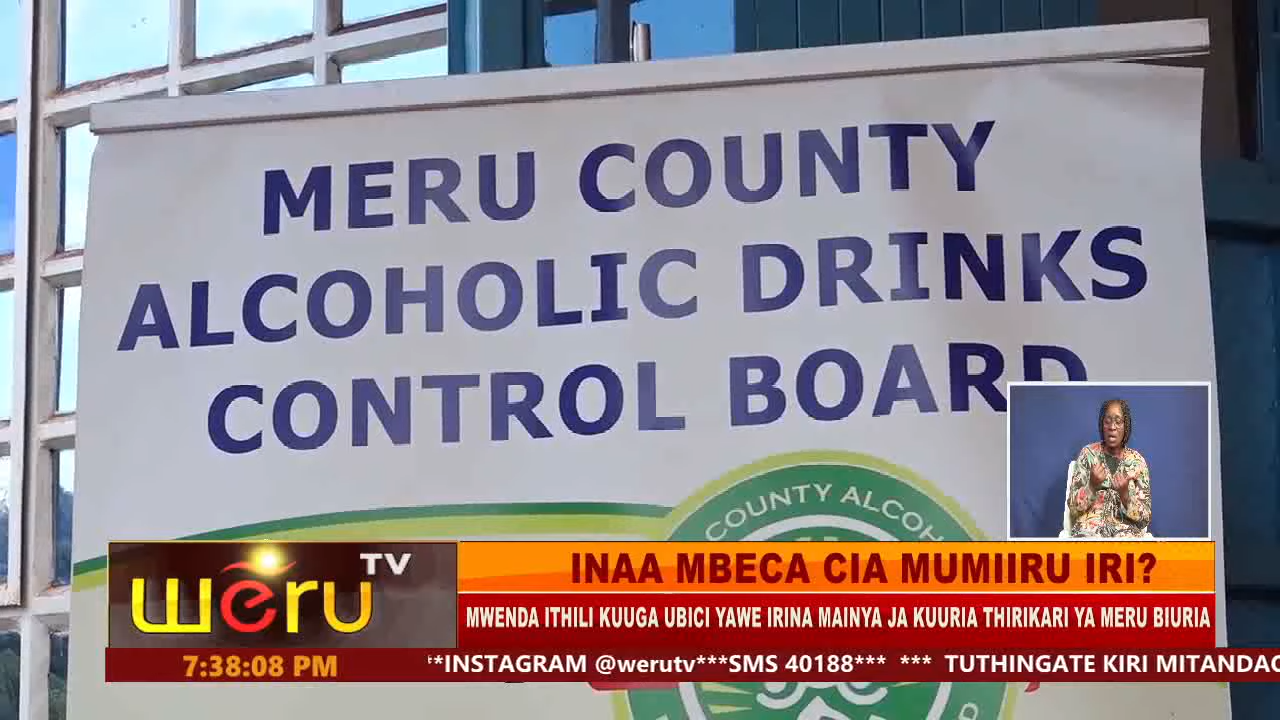 MERU COUNTY
ALCOHOLIC DRINKS
CONTROL BOARD
COUNTY ALCOH
weru TV
INAA MBECA CIA MUMIIRU IRI?
MWENDA ITHILI KUUGA UBICI YAWE IRINA MAINYA JA KUURIA THIRIKARI YA MERU BIURIA
7:38:08 PM
**INSTAGRAM @werutv***SMS 40188*** *** TUTHINGATE KIRI MITANDAO